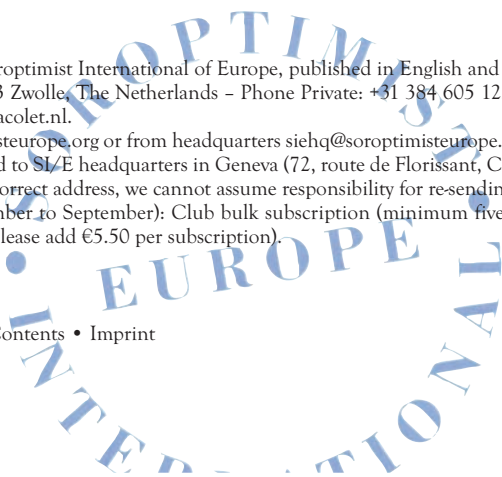 roptimist International of Europe, published in English and
3 Zwolle, The Netherlands – Phone Private: +31 384 605 12
acolet.nl.
steurope.org or from headquarters siehq@soroptimisteurope.
d to SI/E headquarters in Geneva (72, route de Florissant, C
orrect address, we cannot assume responsibility for re-sendin
ber to September): Club bulk subscription (minimum five
lease add €5.50 per subscription).
Contents • Imprint
SOROPTIMIST
EUROPE
INTERNATIONAL